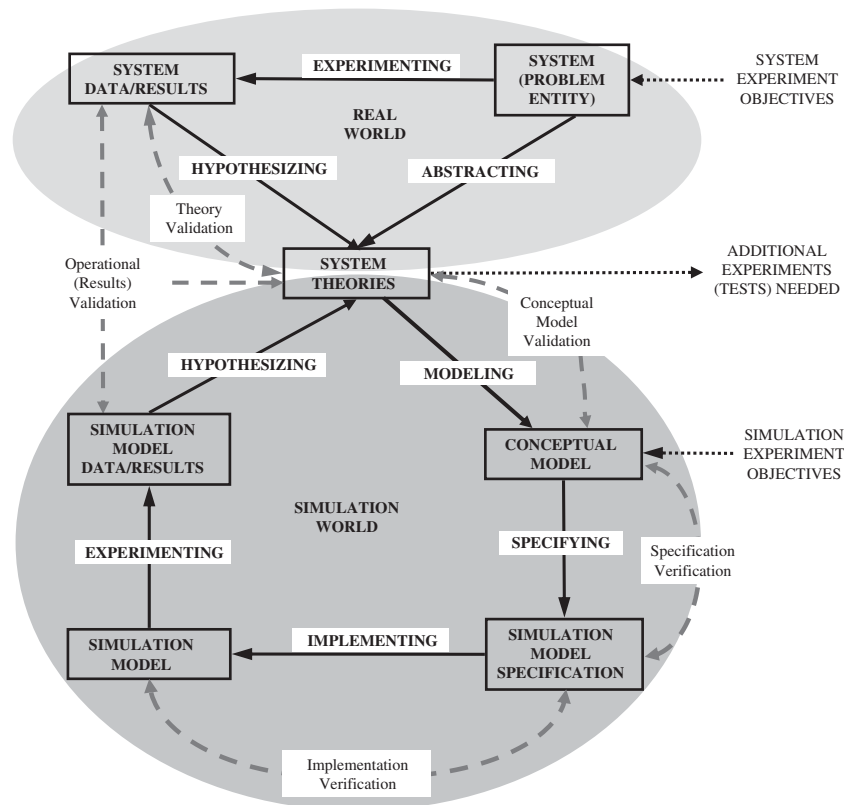 SYSTEM
DATA/RESULTS
EXPERIMENTING
SYSTEM
(PROBLEM
ENTITY)
SYSTEM
EXPERIMENT
OBJECTIVES
REAL
WORLD
HYPOTHESIZING
ABSTRACTING
Theory
Validation
Operational
(Results)
Validation
SYSTEM
THEORIES
ADDITIONAL
EXPERIMENTS
(TESTS) NEEDED
Conceptual
Model
Validation
HYPOTHESIZING
MODELING
SIMULATION
MODEL
DATA/RESULTS
CONCEPTUAL
MODEL
SIMULATION
EXPERIMENT
OBJECTIVES
SIMULATION
WORLD
EXPERIMENTING
SPECIFYING
Specification
Verification
SIMULATION
MODEL
IMPLEMENTING
SIMULATION
MODEL
SPECIFICATION
Implementation
Verification